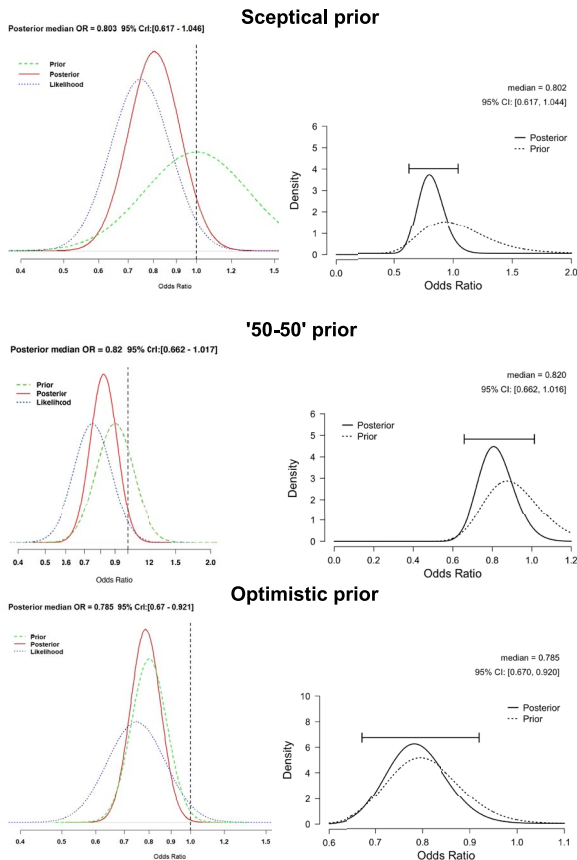 Sceptical prior
Posterior median OR = 0.803 95% CrI:[0.617 - 1.046]
Prior
Posterior
Likelihood
0.4 0.5 0.6 0.7 0.8 0.9 1.0 1.2 1.5
Odds Ratio
median = 0.802
95% CI: [0.617, 1.044]
Posterior
Prior
Density
6
5
4
3
2
1
0
0.0 0.5 1.0 1.5 2.0
Odds Ratio
'50-50' prior
Posterior median OR = 0.82 95% CrI:[0.662 - 1.017]
Prior
Posterior
Likelihood
0.4 0.5 0.6 0.7 0.9 12 1.6 2.0
Odds Ratio
median = 0.820
95% CI: [0.662, 1.016]
Posterior
Prior
Density
6
5
4
3
2
1
0
0.0 0.2 0.4 0.6 0.8 1.0 1.2
Odds Ratio
Optimistic prior
Posterior median OR = 0.785 95% CrI:[0.67 - 0.921]
Prior
Posterior
Likelihood
0.4 0.5 0.6 0.7 0.8 0.9 1.0 1.2 1.5
Odds Ratio
median = 0.785
95% CI: [0.670, 0.920]
Posterior
Prior
Density
10
8
6
4
2
0
0.6 0.7 0.8 0.9 1.0 1.1
Odds Ratio